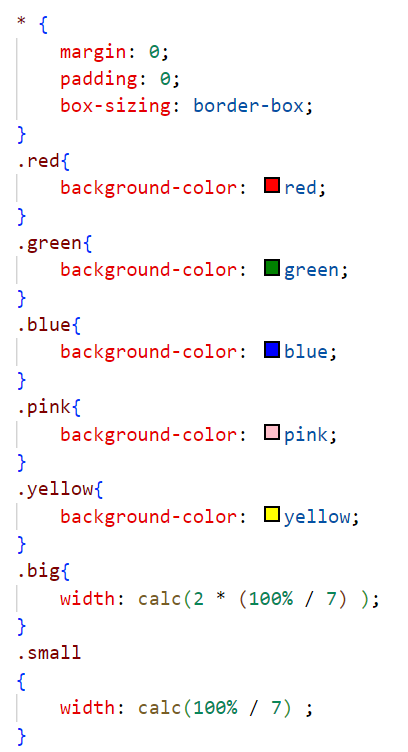 * {
    margin: 0;
    padding: 0;
    box-sizing: border-box;
}
.red{
    background-color: red;
}
.green{
    background-color: green;
}
.blue{
    background-color: blue;
}
.pink{
    background-color: pink;
}
.yellow{
    background-color: yellow;
}
.big{
    width: calc(2 * (100% / 7) );
}
.small
{
    width: calc(100% / 7) ;
}